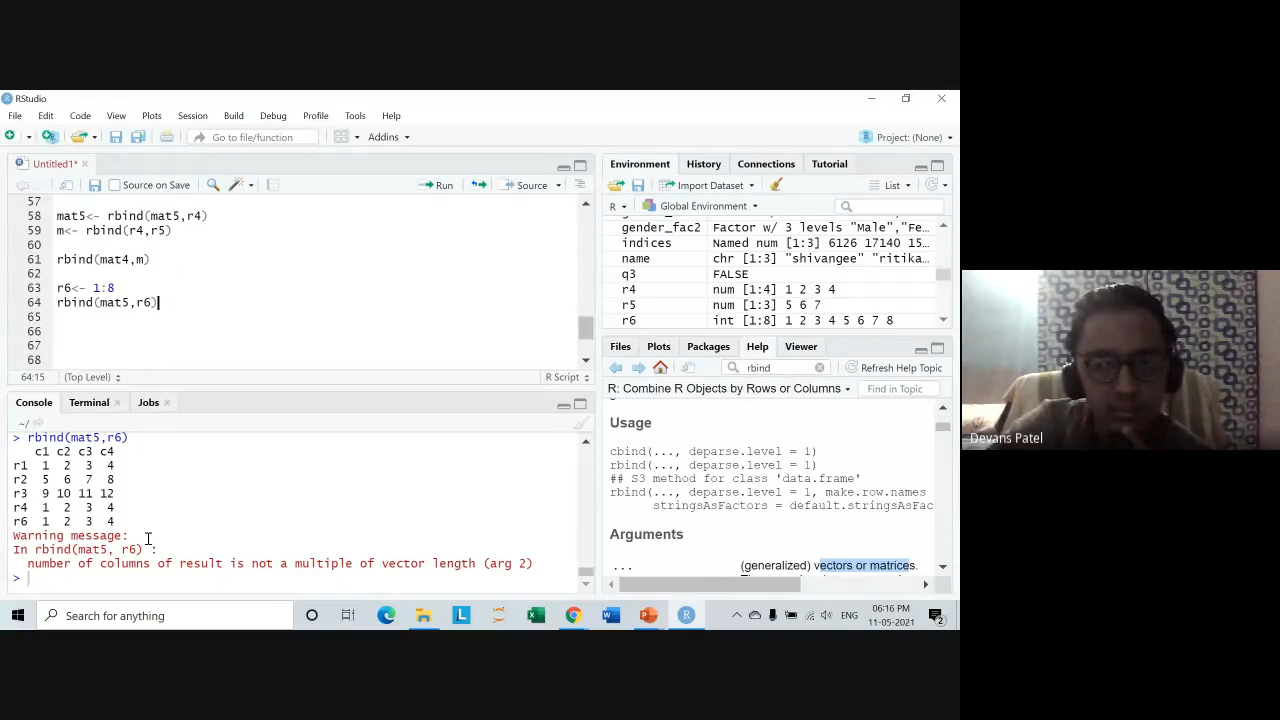 RStudio
File Edit Code View Plots Session Build Debug Profile Tools Help
Go to file/function Addins Project: (None)
Untitled1*
Source on Save Run Source
57
58 mat5<- rbind(mat5,r4)
59 m<- rbind(r4,r5)
60
61 rbind(mat4,m)
62
63 r6<- 1:8
64 rbind(mat5,r6)
65
66
67
68
64:15 (Top Level) R Script
Console Terminal Jobs
~/
> rbind(mat5,r6)
c1 c2 c3 c4
r1 1 2 3 4
r2 5 6 7 8
r3 9 10 11 12
r4 1 2 3 4
r6 1 2 3 4
Warning message:
In rbind(mat5, r6) :
number of columns of result is not a multiple of vector length (arg 2)
>
Environment History Connections Tutorial
Import Dataset List
R Global Environment
gender_fac2 Factor w/ 3 levels "Male","Fe…
indices Named num [1:3] 6126 17140 15…
name chr [1:3] "shivangee" "ritika…
q3 FALSE
r4 num [1:4] 1 2 3 4
r5 num [1:3] 5 6 7
r6 int [1:8] 1 2 3 4 5 6 7 8
Files Plots Packages Help Viewer
rbind Refresh Help Topic
R: Combine R Objects by Rows or Columns Find in Topic
Usage
cbind(..., deparse.level = 1)
rbind(..., deparse.level = 1)
## S3 method for class 'data.frame'
rbind(..., deparse.level = 1, make.row.names
stringsAsFactors = default.stringsAsFac
Arguments
... (generalized) vectors or matrices.
Devans Patel
Search for anything
ENG
06:16 PM
11-05-2021
2